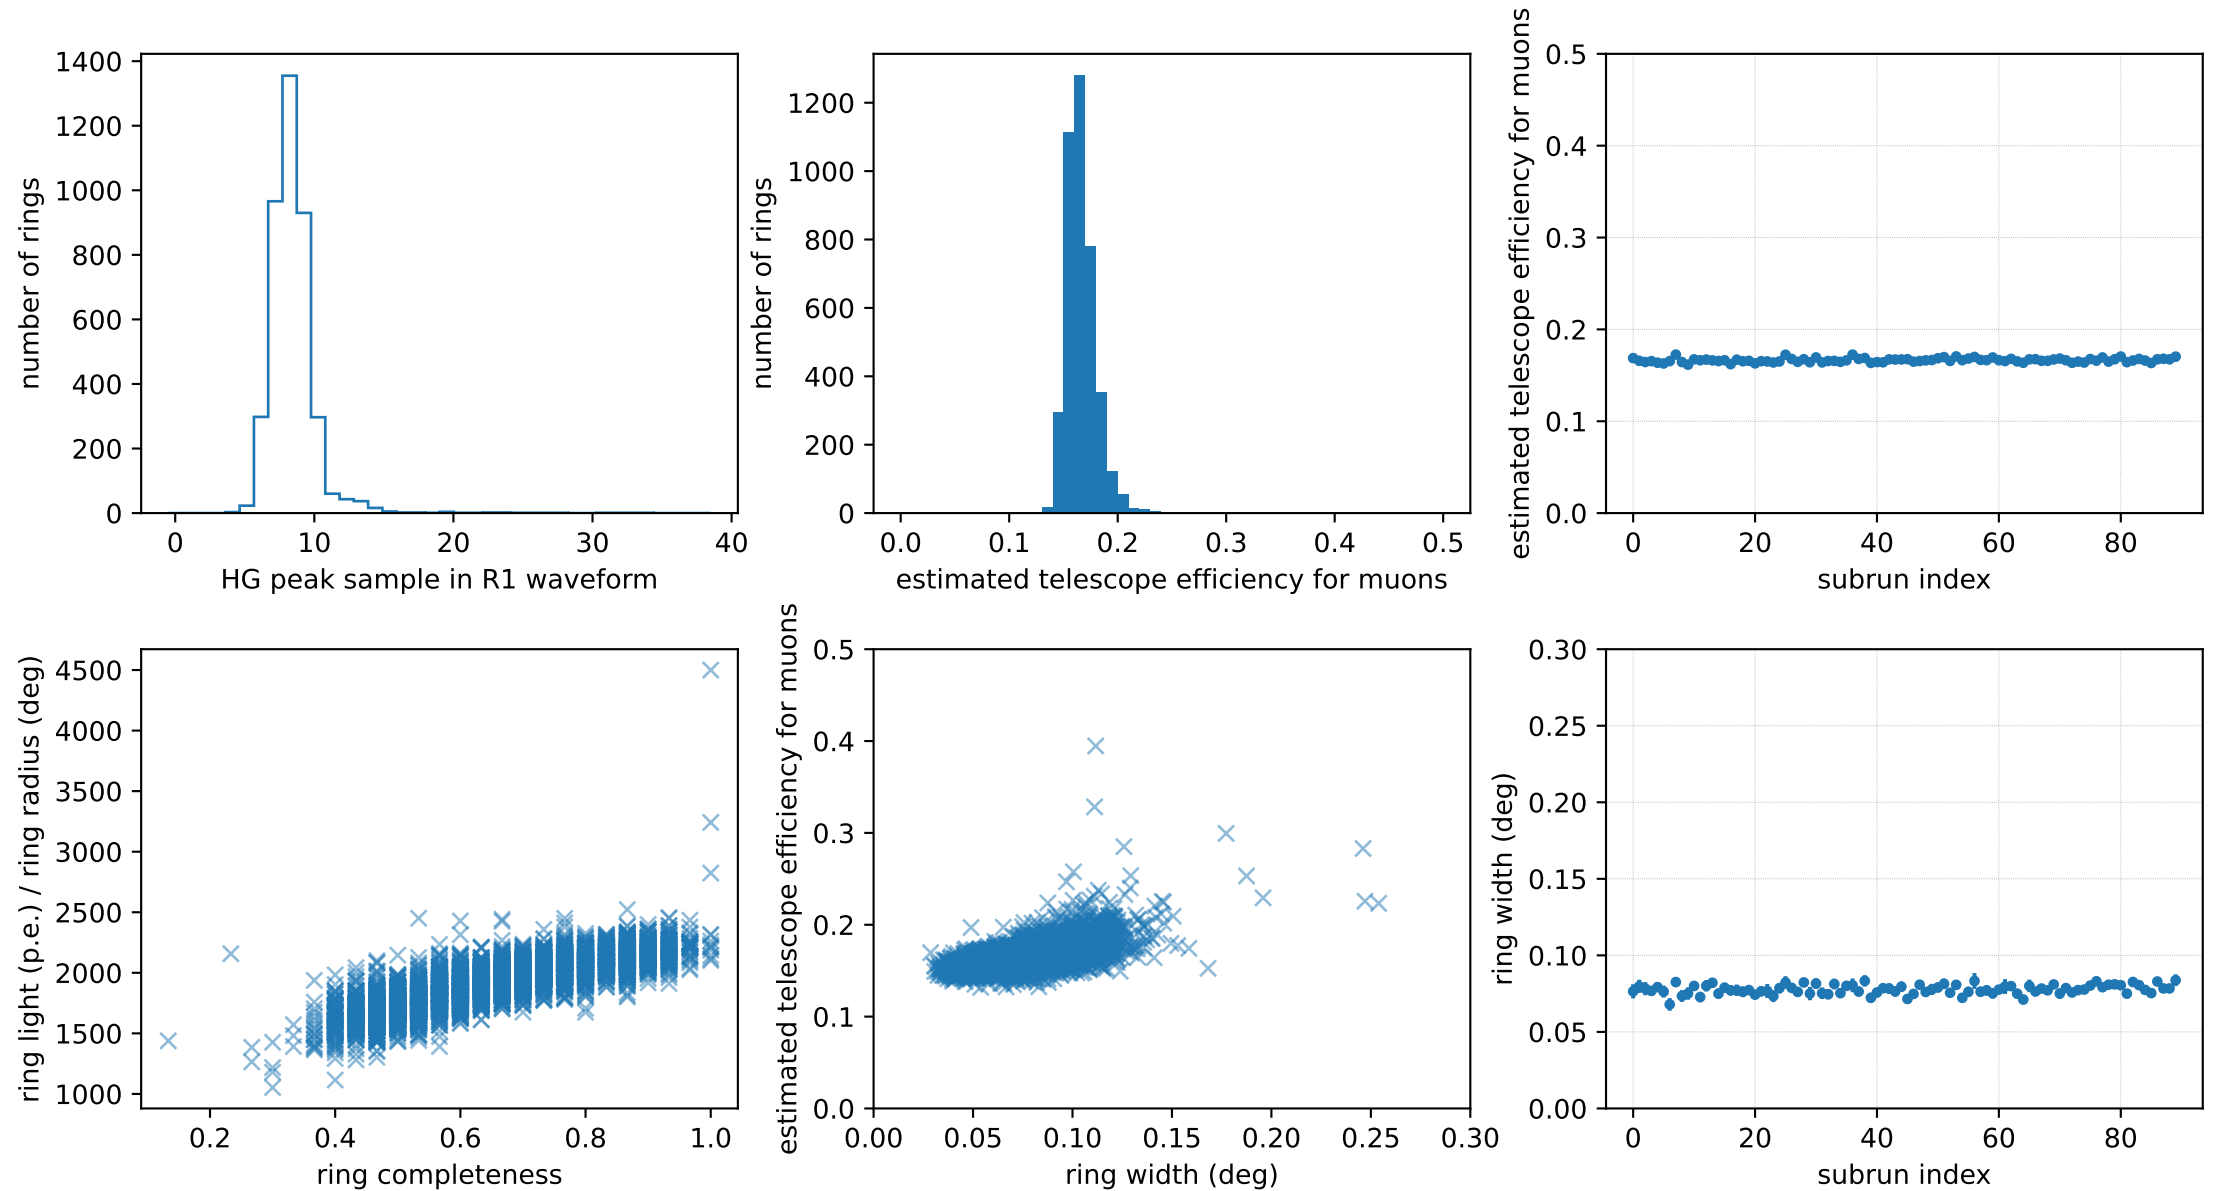 1400
1200
1000
800
600
400
200
0
0 10 20 30 40
number of rings
HG peak sample in R1 waveform
1200
1000
800
600
400
200
0
0.0 0.1 0.2 0.3 0.4 0.5
number of rings
estimated telescope efficiency for muons
0.5
0.4
0.3
0.2
0.1
0.0
0 20 40 60 80
estimated telescope efficiency for muons
subrun index
4500
4000
3500
3000
2500
2000
1500
1000
0.2 0.4 0.6 0.8 1.0
ring light (p.e.) / ring radius (deg)
ring completeness
0.5
0.4
0.3
0.2
0.1
0.0
0.00 0.05 0.10 0.15 0.20 0.25 0.30
estimated telescope efficiency for muons
ring width (deg)
0.30
0.25
0.20
0.15
0.10
0.05
0.00
0 20 40 60 80
ring width (deg)
subrun index